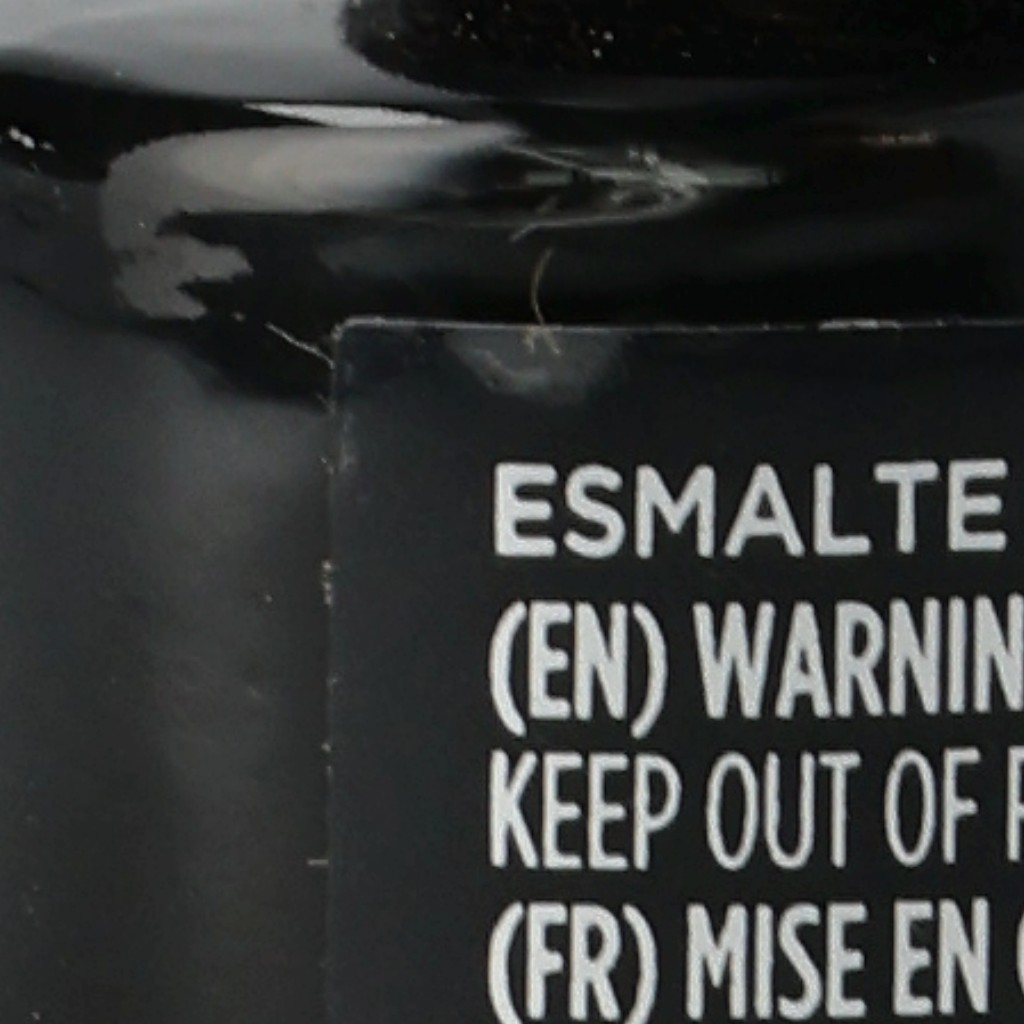 ESMALTE
(EN) WARNIN
KEEP OUT OF
(FR) MISE EN